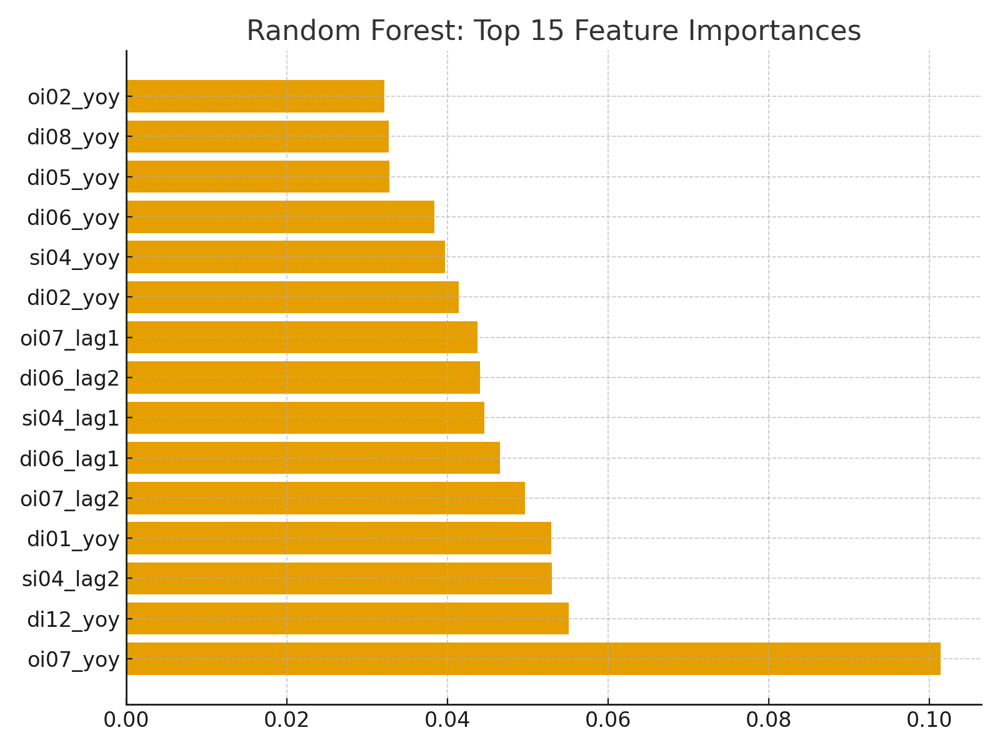 Random Forest: Top 15 Feature Importances
oi02_yoy
di08_yoy
di05_yoy
di06_yoy
si04_yoy
di02_yoy
oi07_lag1
di06_lag2
si04_lag1
di06_lag1
oi07_lag2
di01_yoy
si04_lag2
di12_yoy
oi07_yoy
0.00 0.02 0.04 0.06 0.08 0.10